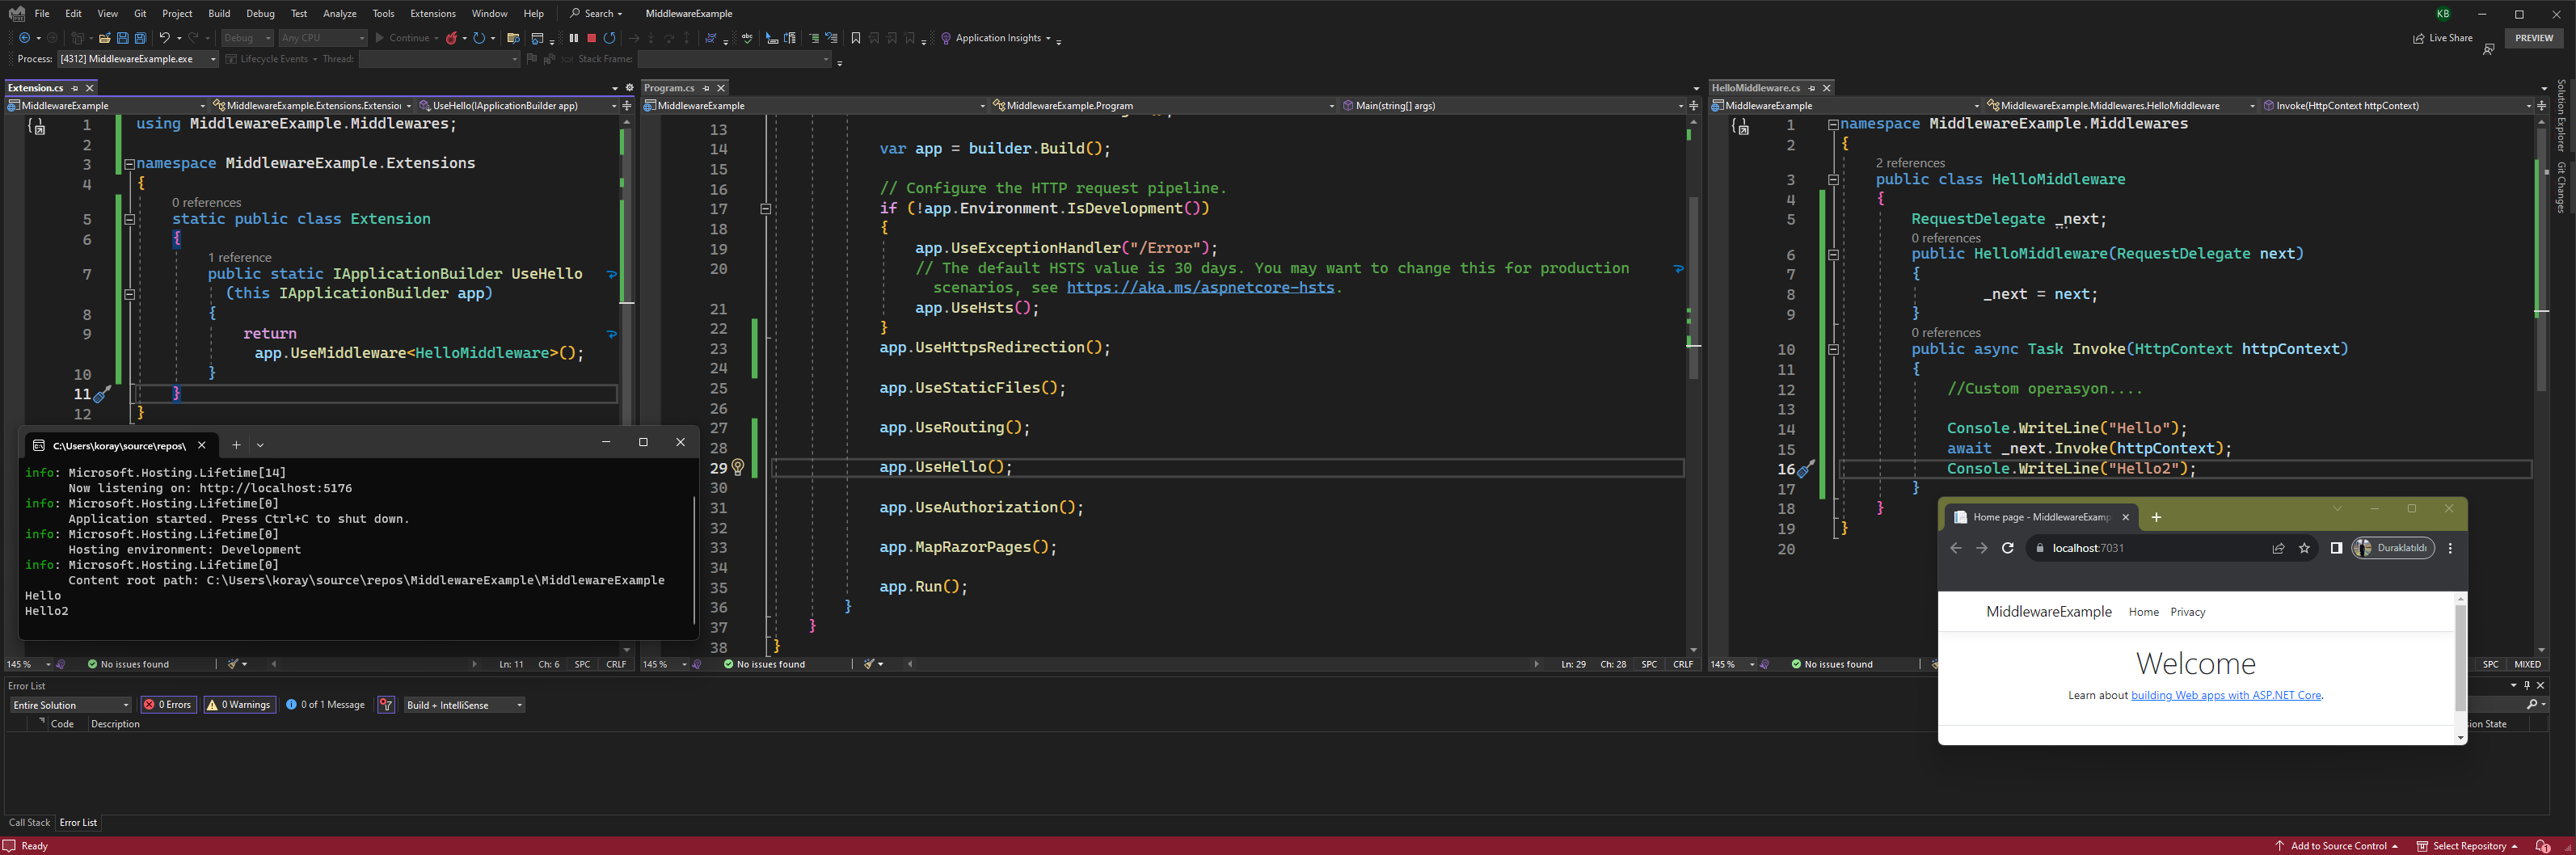 File Edit View Git Project Build Debug Test Analyze Tools Extensions Window Help Search MiddlewareExample KB
Debug Any CPU Continue Application Insights Live Share PREVIEW
Process: [4312] MiddlewareExample.exe Lifecycle Events Thread: Stack Frame:
Extension.cs
MiddlewareExample MiddlewareExample.Extensions.Extension UseHello(IApplicationBuilder app)
1 using MiddlewareExample.Middlewares;
2
3 namespace MiddlewareExample.Extensions
4 {
0 references
5 static public class Extension
6 {
1 reference
7 public static IApplicationBuilder UseHello
(this IApplicationBuilder app)
8 {
9 return
app.UseMiddleware<HelloMiddleware>();
10 }
11 }
12 }
145 % No issues found Ln: 11 Ch: 6 SPC CRLF
C:\Users\koray\source\repos\
info: Microsoft.Hosting.Lifetime[14]
Now listening on: http://localhost:5176
info: Microsoft.Hosting.Lifetime[0]
Application started. Press Ctrl+C to shut down.
info: Microsoft.Hosting.Lifetime[0]
Hosting environment: Development
info: Microsoft.Hosting.Lifetime[0]
Content root path: C:\Users\koray\source\repos\MiddlewareExample\MiddlewareExample
Hello
Hello2
Program.cs
MiddlewareExample MiddlewareExample.Program Main(string[] args)
13
14 var app = builder.Build();
15
16 // Configure the HTTP request pipeline.
17 if (!app.Environment.IsDevelopment())
18 {
19 app.UseExceptionHandler("/Error");
20 // The default HSTS value is 30 days. You may want to change this for production
scenarios, see https://aka.ms/aspnetcore-hsts.
21 app.UseHsts();
22 }
23 app.UseHttpsRedirection();
24
25 app.UseStaticFiles();
26
27 app.UseRouting();
28
29 app.UseHello();
30
31 app.UseAuthorization();
32
33 app.MapRazorPages();
34
35 app.Run();
36 }
37 }
38 }
145 % No issues found Ln: 29 Ch: 28 SPC CRLF
HelloMiddleware.cs
MiddlewareExample MiddlewareExample.Middlewares.HelloMiddleware Invoke(HttpContext httpContext)
1 namespace MiddlewareExample.Middlewares
2 {
2 references
3 public class HelloMiddleware
4 {
5 RequestDelegate _next;
0 references
6 public HelloMiddleware(RequestDelegate next)
7 {
8 _next = next;
9 }
0 references
10 public async Task Invoke(HttpContext httpContext)
11 {
12 //Custom operasyon....
13
14 Console.WriteLine("Hello");
15 await _next.Invoke(httpContext);
16 Console.WriteLine("Hello2");
17 }
18 }
19 }
20
145 % No issues found SPC MIXED
Solution Explorer
Git Changes
Home page - MiddlewareExamp
localhost:7031 Duraklatıldı
MiddlewareExample Home Privacy
Welcome
Learn about building Web apps with ASP.NET Core.
Error List
Entire Solution 0 Errors 0 Warnings 0 of 1 Message Build + IntelliSense
Code Description sion State
Call Stack Error List
Ready Add to Source Control Select Repository 1